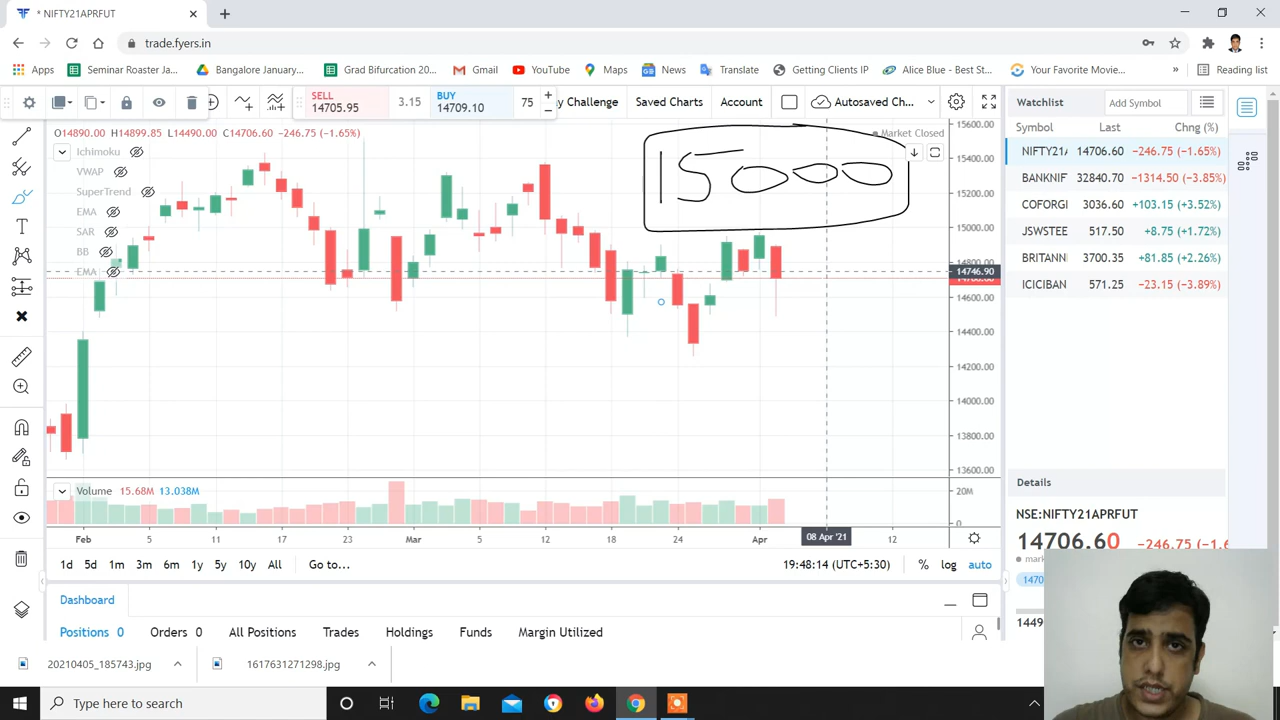 * NIFTY21APRFUT
trade.fyers.in
Apps
Seminar Roaster Ja...
Bangalore January...
Grad Bifurcation 20...
Gmail
YouTube
Maps
News
Translate
Getting Clients IP
Alice Blue - Best St...
Your Favorite Movie...
»
Reading list
SELL
14705.95
3.15
BUY
14709.10
75
y Challenge
Saved Charts
Account
Autosaved Ch...
Watchlist
Add Symbol
Symbol Last Chng (%)
NIFTY21A 14706.60 −246.75 (−1.65%)
BANKNIF 32840.70 −1314.50 (−3.85%)
COFORGI 3036.60 +103.15 (+3.52%)
JSWSTEE 517.50 +8.75 (+1.72%)
BRITANN 3700.35 +81.85 (+2.26%)
ICICIBAN 571.25 −23.15 (−3.89%)
O14890.00 H14899.85 L14490.00 C14706.60 −246.75 (−1.65%)
Market Closed
Ichimoku
VWAP
SuperTrend
EMA
SAR
BB
EMA
15000
15600.00
15400.00
15200.00
15000.00
14800.00
14746.90
14600.00
14400.00
14200.00
14000.00
13800.00
13600.00
Volume 15.68M 13.038M
20M
0
Feb 5 11 17 23 Mar 5 12 18 24 Apr 08 Apr '21 12
1d 5d 1m 3m 6m 1y 5y 10y All Go to...
19:48:14 (UTC+5:30) % log auto
Details
NSE:NIFTY21APRFUT
14706.60 −246.75 (−1.6
Dashboard
Positions 0 Orders 0 All Positions Trades Holdings Funds Margin Utilized
20210405_185743.jpg
1617631271298.jpg
Type here to search